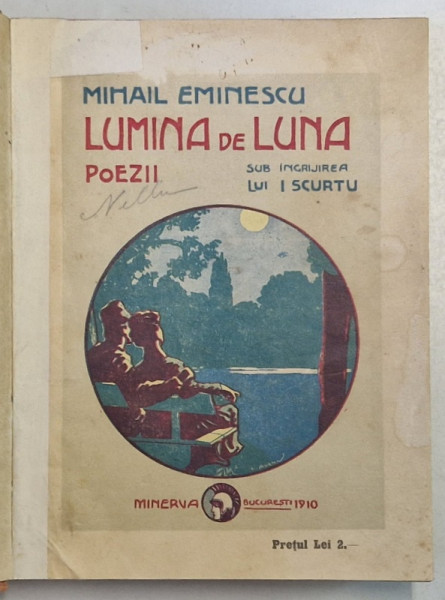 MIHAIL EMINESCU
LUMINA DE LUNA
POEZII
SUB INGRIJIREA
LUI I SCURTU
MINERVA BUCUREȘTI 1910
Prețul Lei 2.—